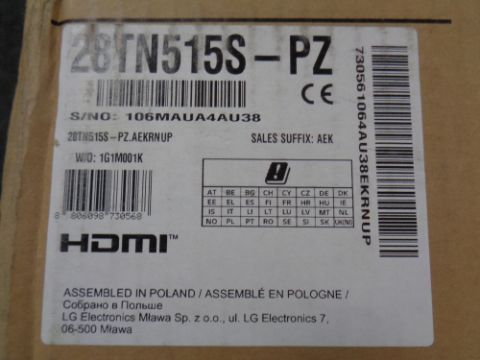 28TN515S-PZ
CE
S/NO: 106MAUA4AU38
28TN515S-PZ.AEKRNUP
SALES SUFFIX: AEK
W/O: 1G1M001K
8 806098 730568
AT BE BG CH CY CZ DE DK
EE EL ES FI FR HR HU IE
IS IT LI LT LU LV MT NL
NO PL PT RO SE SI SK UK(NI)
HDMI™
730561064AU38EKRNUP
ASSEMBLED IN POLAND / ASSEMBLÉ EN POLOGNE /
Собрано в Польше
LG Electronics Mława Sp. z o.o., ul. LG Electronics 7,
06-500 Mława